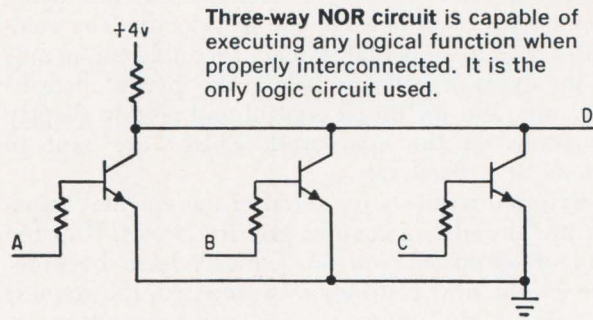 Three-way NOR circuit is capable of
executing any logical function when
properly interconnected. It is the
only logic circuit used.
+4v
D
A
B
C